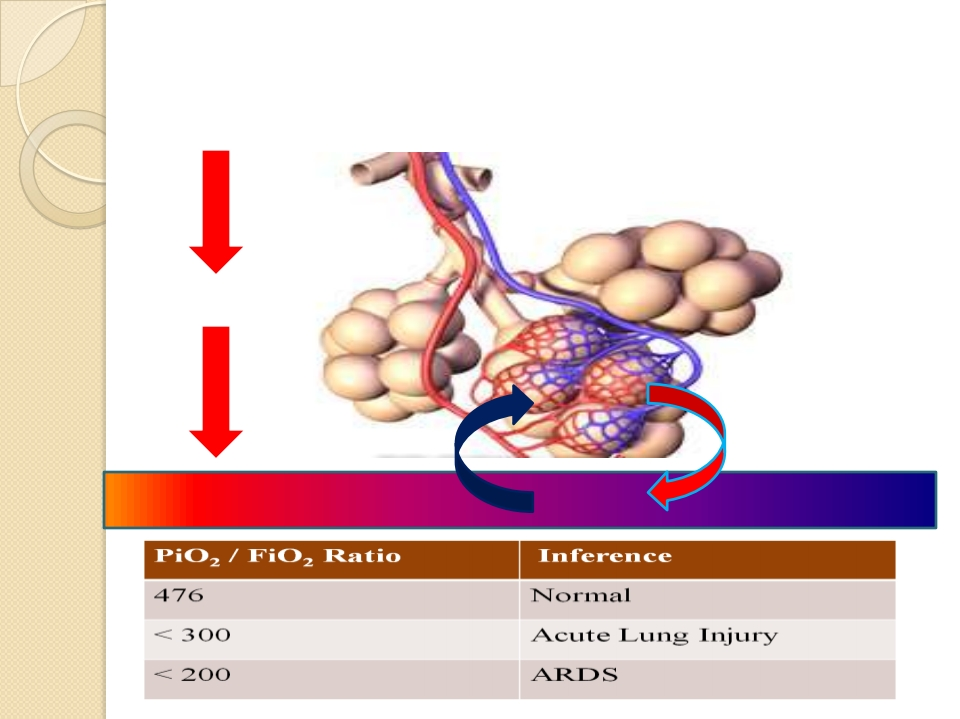 PiO₂ / FiO₂ Ratio Inference
476 Normal
< 300 Acute Lung Injury
< 200 ARDS